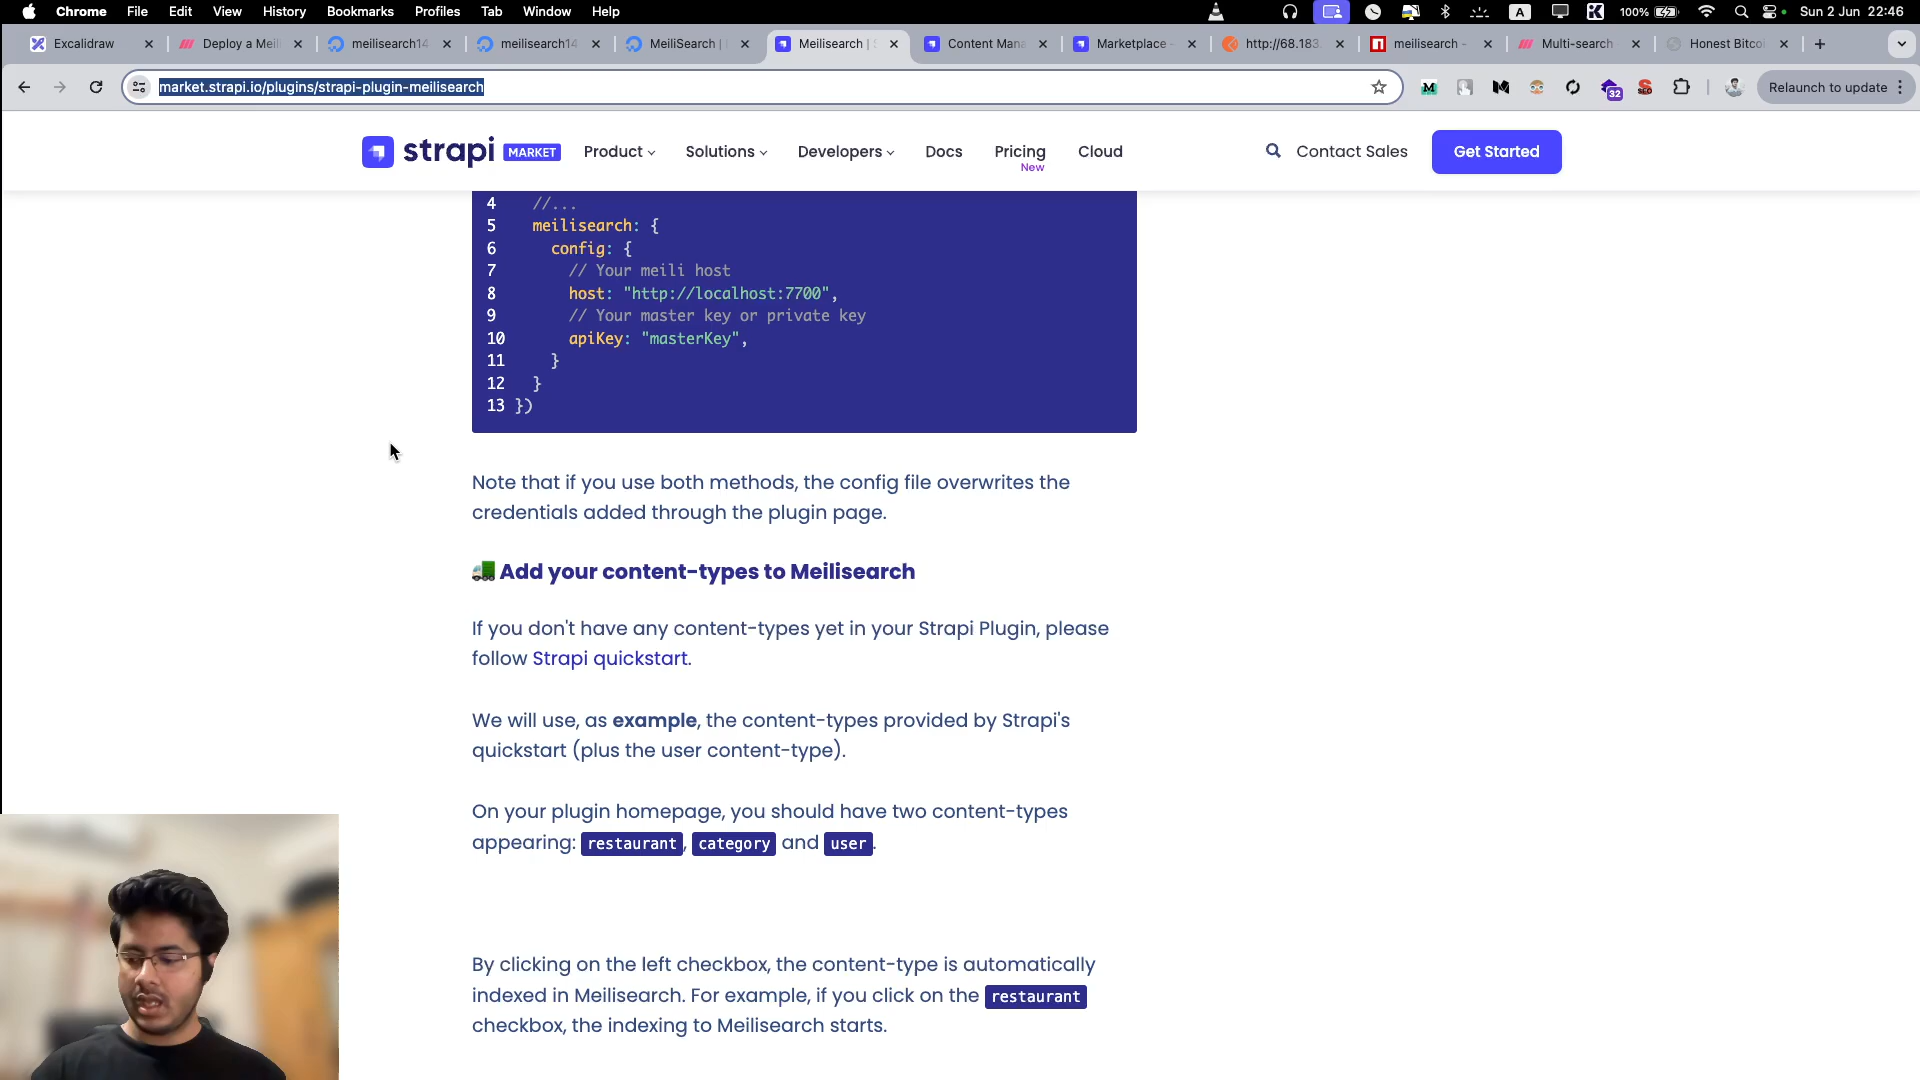 Chrome File Edit View History Bookmarks Profiles Tab Window Help
A 100% Sun 2 Jun 22:46
Excalidraw Deploy a Meil meilisearch14 meilisearch14 MeiliSearch | Meilisearch | S Content Mana Marketplace - http://68.183. meilisearch - Multi-search Honest Bitcoi
market.strapi.io/plugins/strapi-plugin-meilisearch
32
SEO
Relaunch to update
strapi MARKET Product Solutions Developers Docs Pricing Cloud Contact Sales Get Started
New
4 //...
5 meilisearch: {
6 config: {
7 // Your meili host
8 host: "http://localhost:7700",
9 // Your master key or private key
10 apiKey: "masterKey",
11 }
12 }
13 })
Note that if you use both methods, the config file overwrites the
credentials added through the plugin page.
🚚 Add your content-types to Meilisearch
If you don't have any content-types yet in your Strapi Plugin, please
follow Strapi quickstart.
We will use, as example, the content-types provided by Strapi's
quickstart (plus the user content-type).
On your plugin homepage, you should have two content-types
appearing: restaurant, category and user.
By clicking on the left checkbox, the content-type is automatically
indexed in Meilisearch. For example, if you click on the restaurant
checkbox, the indexing to Meilisearch starts.